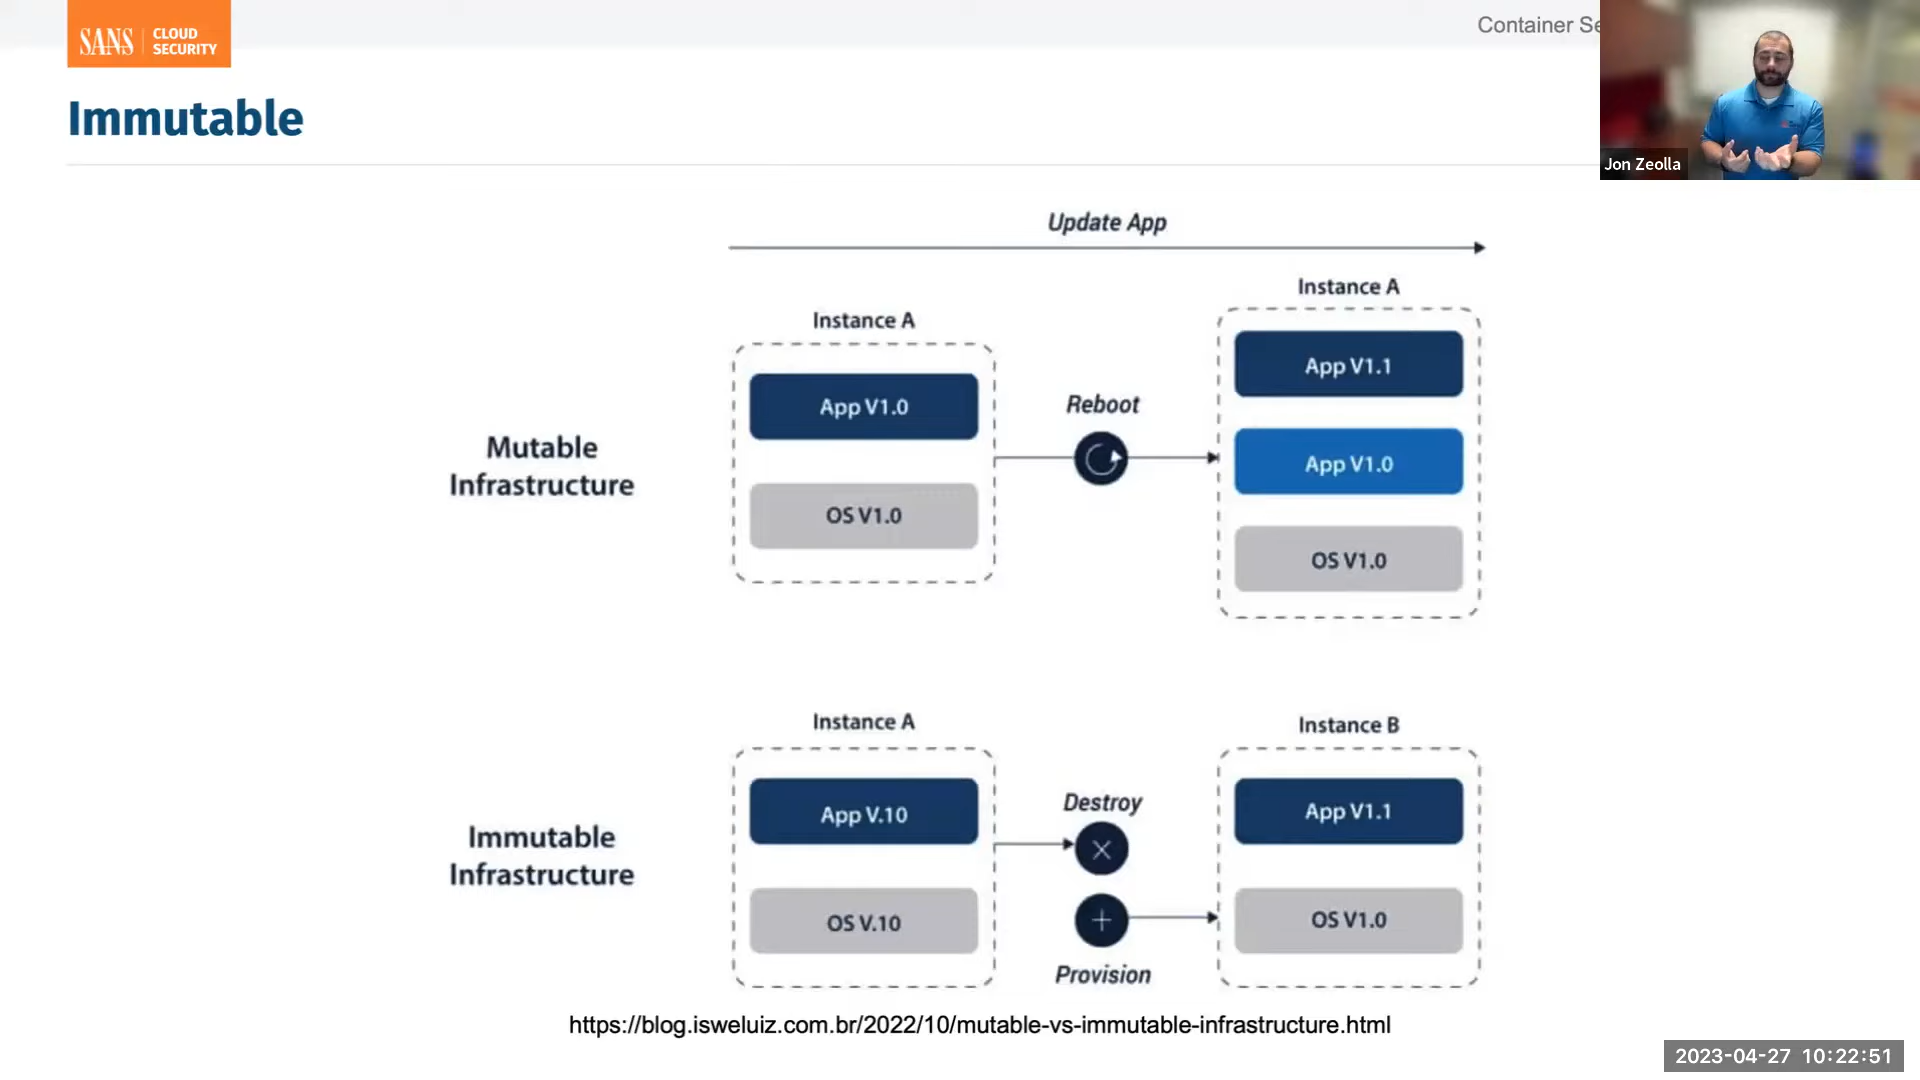 SANS
CLOUD
SECURITY
Container Se
Jon Zeolla
Immutable
Update App
Instance A
Instance A
App V1.0
OS V1.0
Reboot
App V1.1
App V1.0
OS V1.0
Mutable
Infrastructure
Instance A
Instance B
App V.10
OS V.10
Destroy
Provision
App V1.1
OS V1.0
Immutable
Infrastructure
https://blog.isweluiz.com.br/2022/10/mutable-vs-immutable-infrastructure.html
2023-04-27 10:22:51